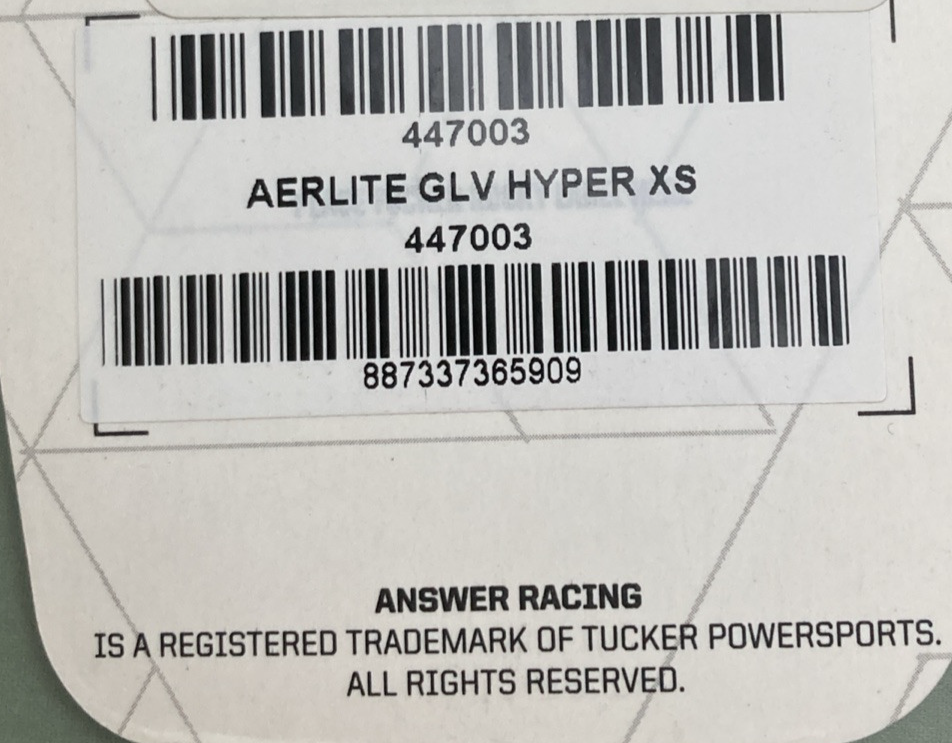 447003
AERLITE GLV HYPER XS
447003
887337365909
ANSWER RACING
IS A REGISTERED TRADEMARK OF TUCKER POWERSPORTS.
ALL RIGHTS RESERVED.